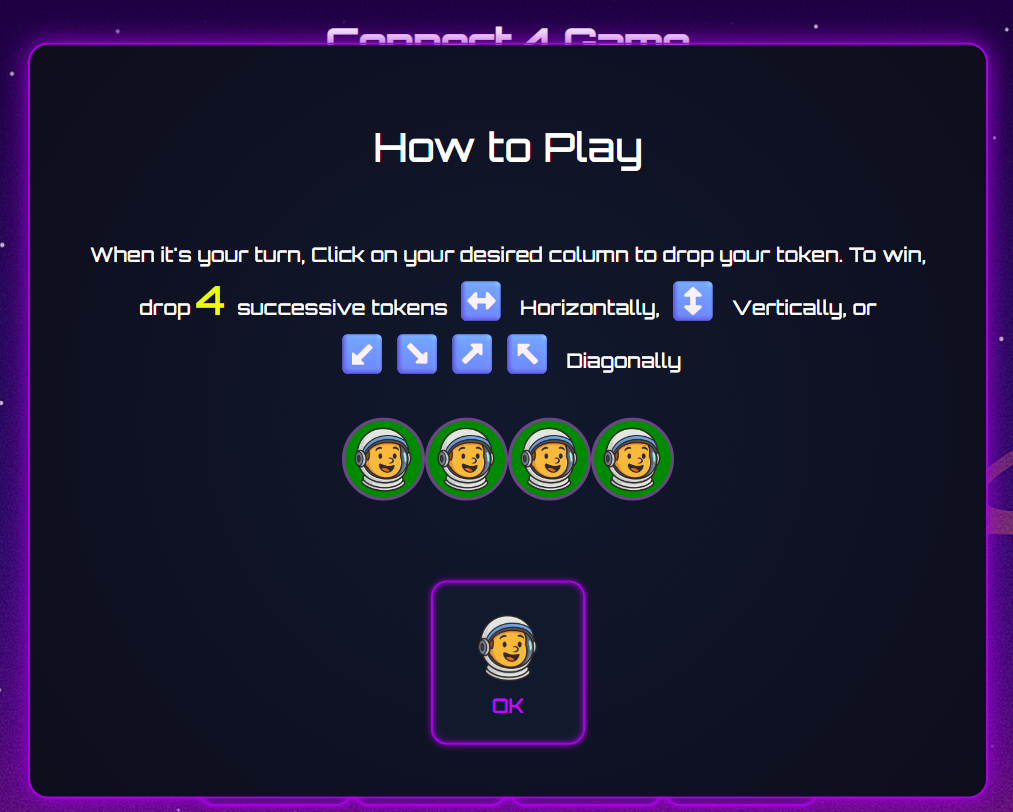 Connect 4 Game
How to Play
When it's your turn, Click on your desired column to drop your token. To win,
drop 4 successive tokens ↔️ Horizontally, ↕️ Vertically, or
↙️ ↘️ ↗️ ↖️ Diagonally
OK